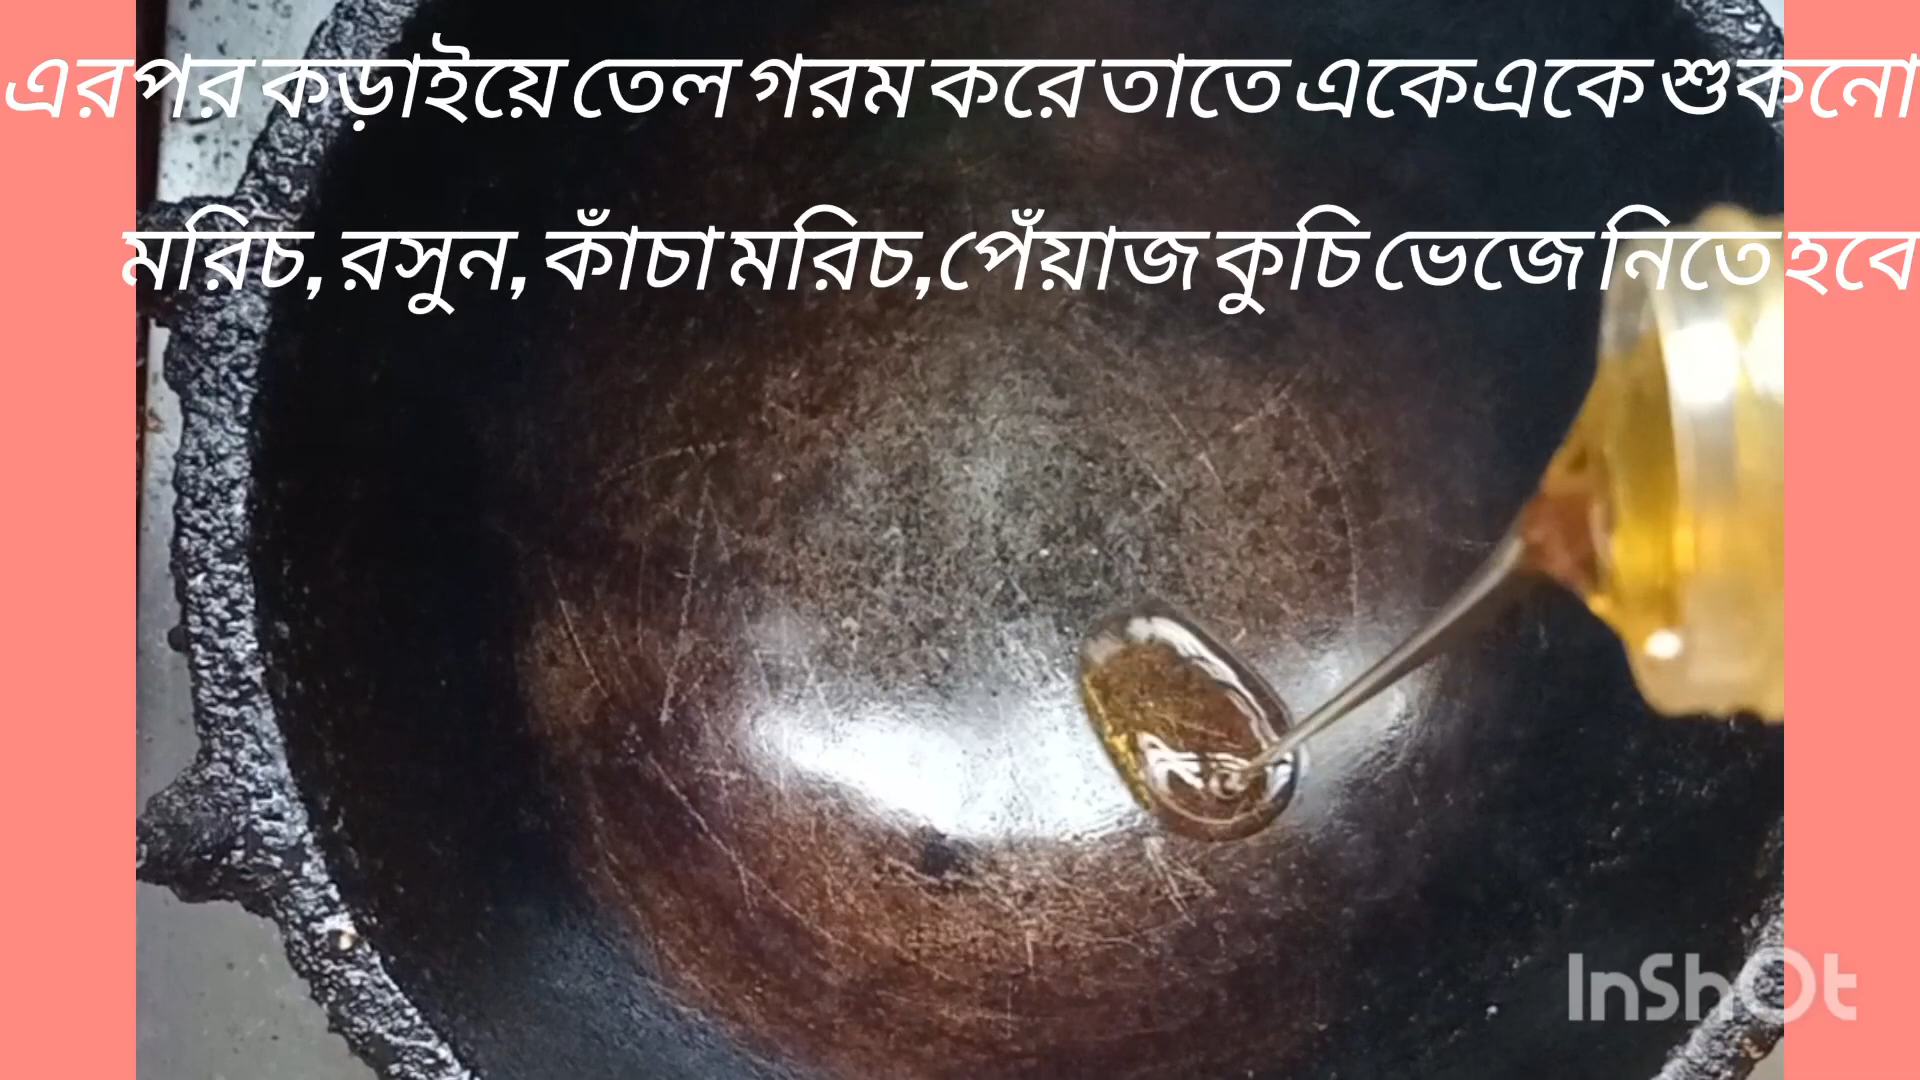 এরপর কড়াইয়ে তেল গরম করে তাতে একেএকে শুকনো
মরিচ, রসুন, কাঁচা মরিচ,পেঁয়াজ কুচি ভেজে নিতে হবে
InShOt